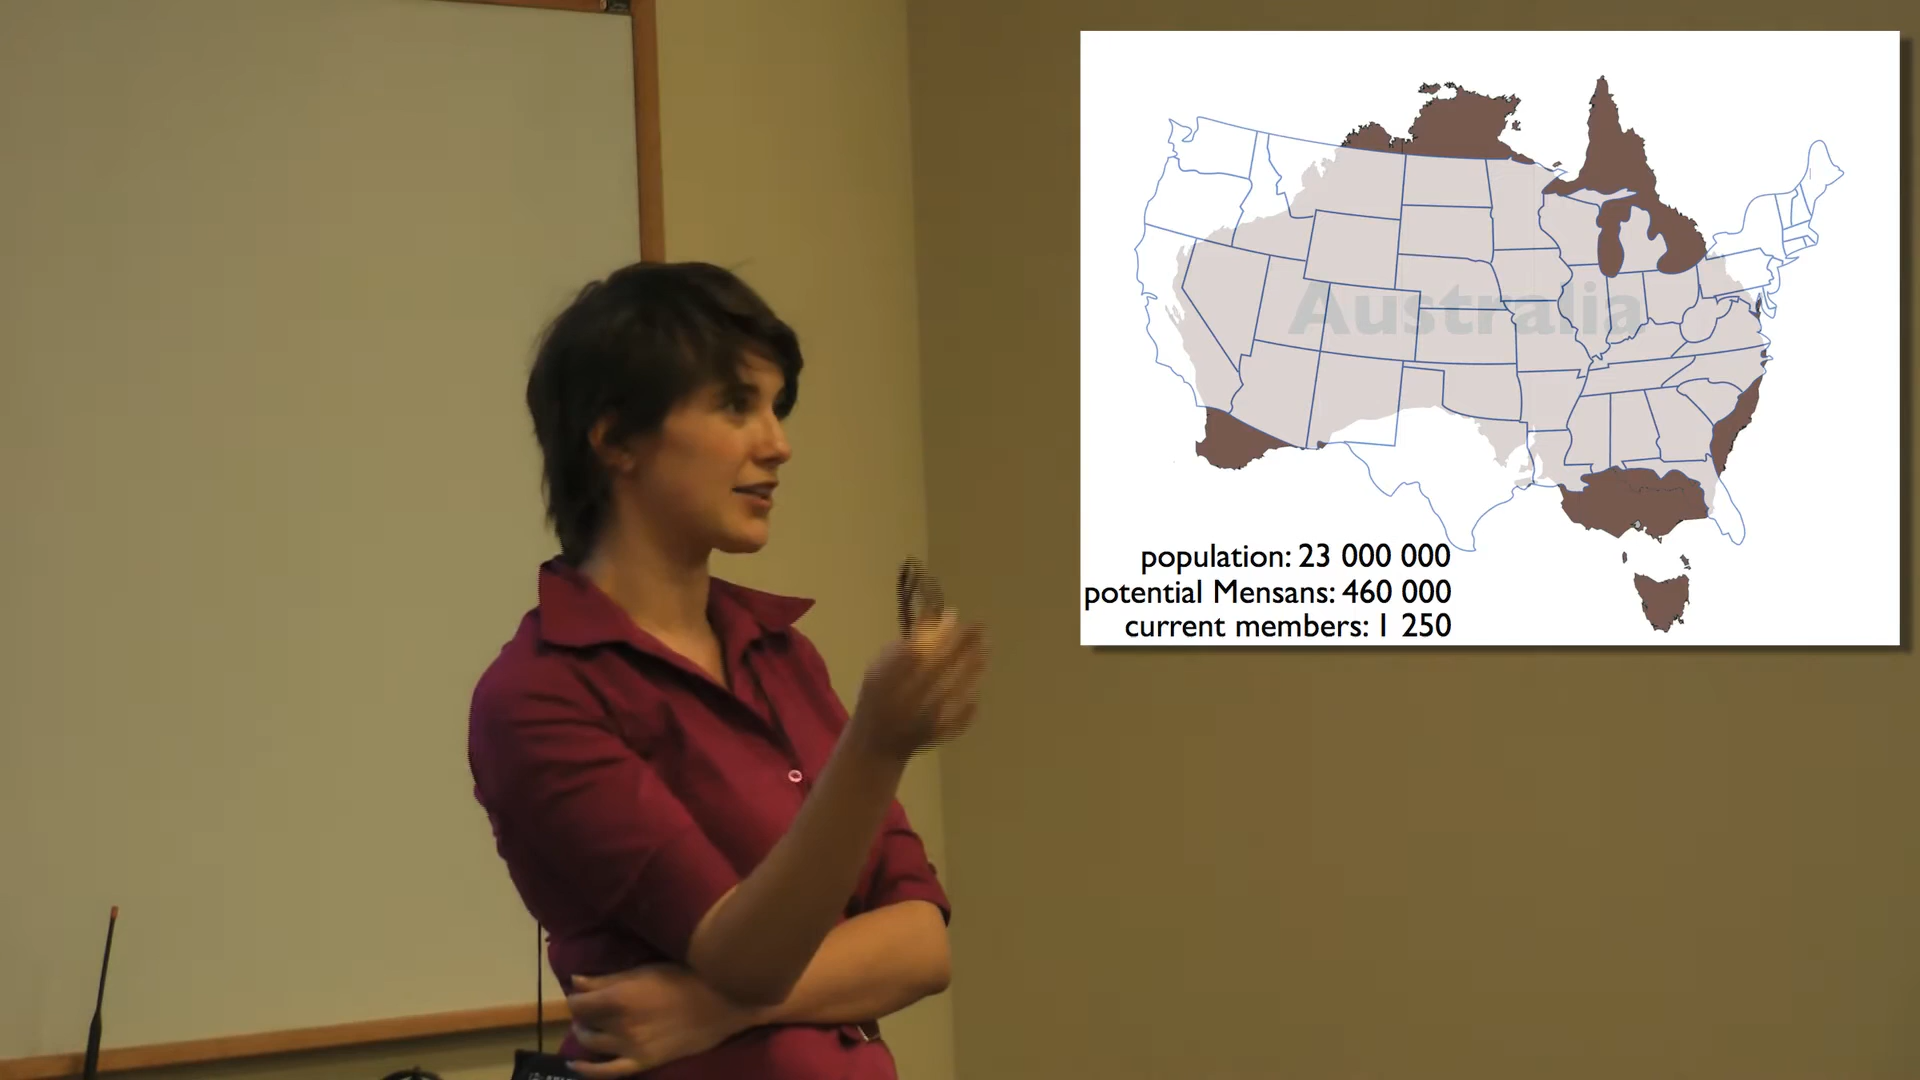 Australia
population: 23 000 000
potential Mensans: 460 000
current members: 1 250